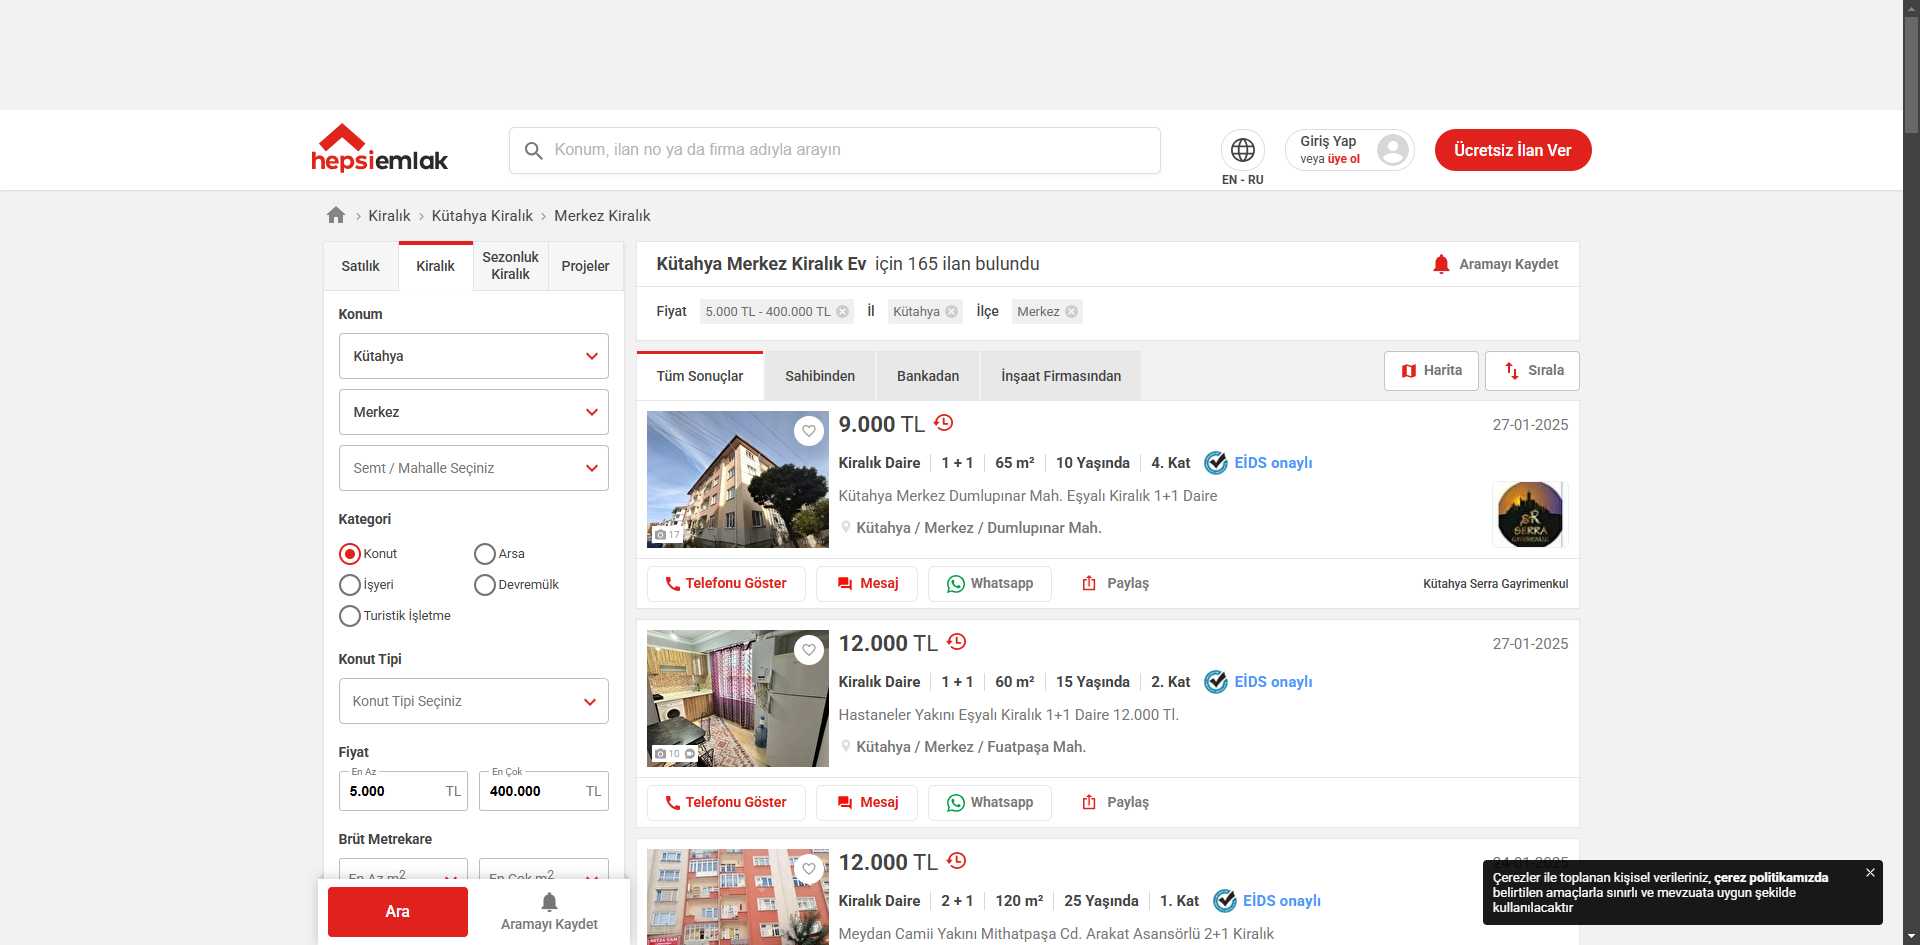 hepsiemlak
Konum, ilan no ya da firma adıyla arayın
EN - RU
Giriş Yap
veya üye ol
Ücretsiz İlan Ver
Kiralık
Kütahya Kiralık
Merkez Kiralık
Satılık
Kiralık
Sezonluk
Kiralık
Projeler
Konum
Kütahya
Merkez
Semt / Mahalle Seçiniz
Kategori
Konut
Arsa
İşyeri
Devremülk
Turistik İşletme
Konut Tipi
Konut Tipi Seçiniz
Fiyat
En Az
5.000 TL
En Çok
400.000 TL
Brüt Metrekare
En Az m²
En Çok m²
Ara
Aramayı Kaydet
Kütahya Merkez Kiralık Ev için 165 ilan bulundu
Aramayı Kaydet
Fiyat 5.000 TL - 400.000 TL İl Kütahya İlçe Merkez
Tüm Sonuçlar
Sahibinden
Bankadan
İnşaat Firmasından
Harita
Sırala
17
9.000 TL
27-01-2025
Kiralık Daire 1 + 1 65 m² 10 Yaşında 4. Kat EİDS onaylı
Kütahya Merkez Dumlupınar Mah. Eşyalı Kiralık 1+1 Daire
Kütahya / Merkez / Dumlupınar Mah.
SR
SERRA
Telefonu Göster
Mesaj
Whatsapp
Paylaş
Kütahya Serra Gayrimenkul
10
12.000 TL
27-01-2025
Kiralık Daire 1 + 1 60 m² 15 Yaşında 2. Kat EİDS onaylı
Hastaneler Yakını Eşyalı Kiralık 1+1 Daire 12.000 Tl.
Kütahya / Merkez / Fuatpaşa Mah.
Telefonu Göster
Mesaj
Whatsapp
Paylaş
12.000 TL
Kiralık Daire 2 + 1 120 m² 25 Yaşında 1. Kat EİDS onaylı
Meydan Camii Yakını Mithatpaşa Cd. Arakat Asansörlü 2+1 Kiralık
Çerezler ile toplanan kişisel verileriniz, çerez politikamızda
belirtilen amaçlarla sınırlı ve mevzuata uygun şekilde
kullanılacaktır